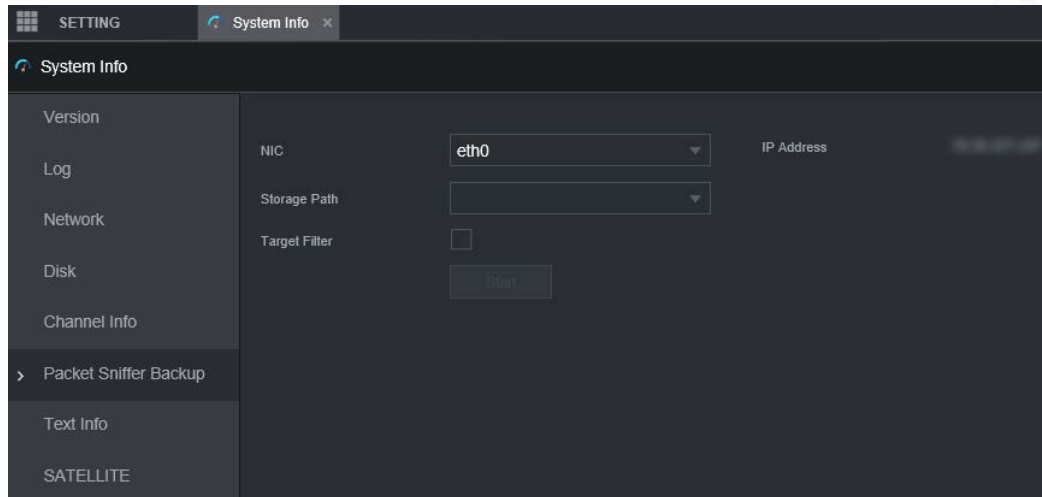 SETTING
System Info ×
System Info
Version
Log
Network
Disk
Channel Info
> Packet Sniffer Backup
Text Info
SATELLITE
NIC eth0 IP Address
Storage Path
Target Filter
Start